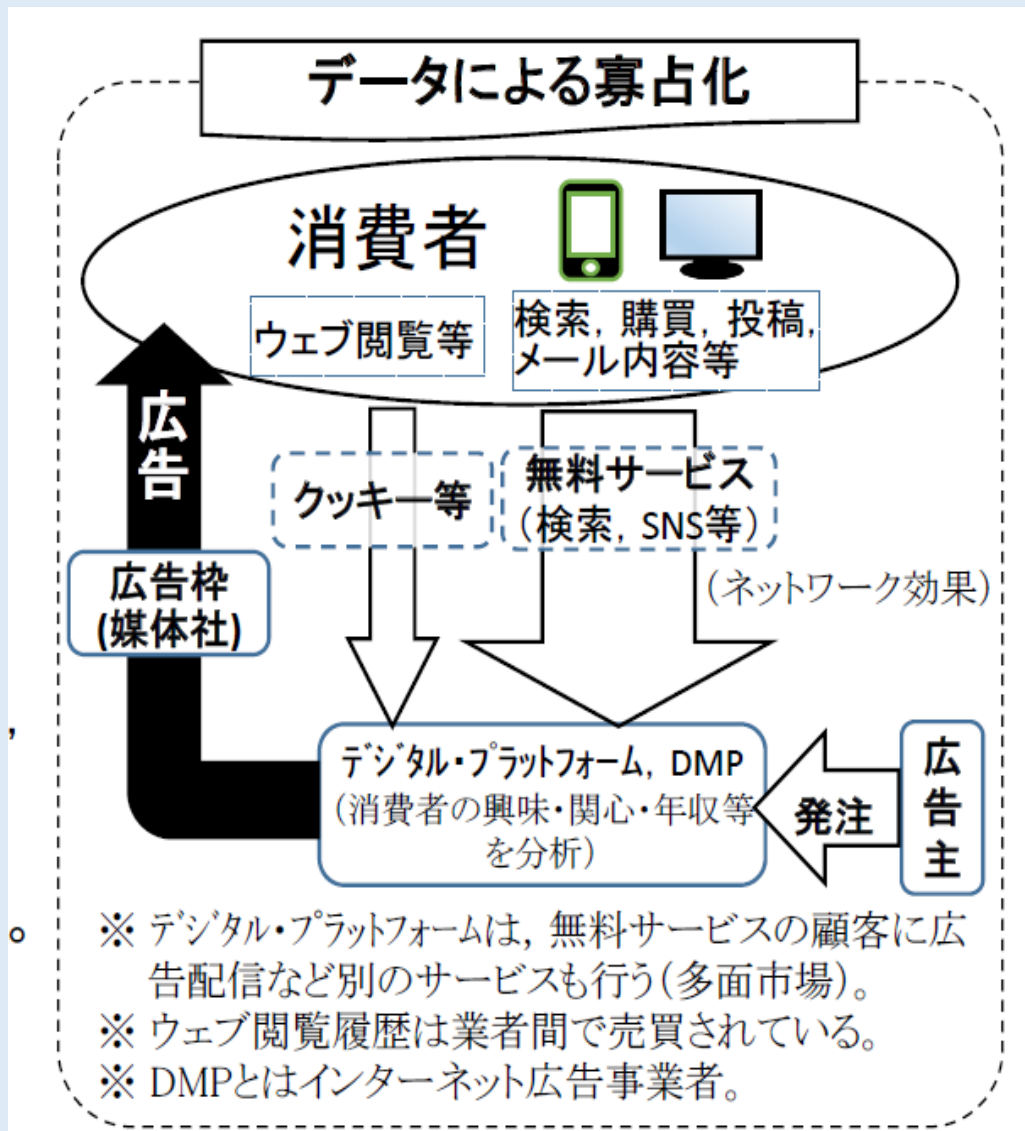 データによる寡占化
消費者
ウェブ閲覧等
検索, 購買, 投稿,
メール内容等
広告
クッキー等
無料サービス
(検索, SNS等)
広告枠
(媒体社)
(ネットワーク効果)
,
デジタル・プラットフォーム, DMP
(消費者の興味・関心・年収等
を分析)
発注
広告主
。
※ デジタル・プラットフォームは, 無料サービスの顧客に広
告配信など別のサービスも行う(多面市場)。
※ ウェブ閲覧履歴は業者間で売買されている。
※ DMPとはインターネット広告事業者。